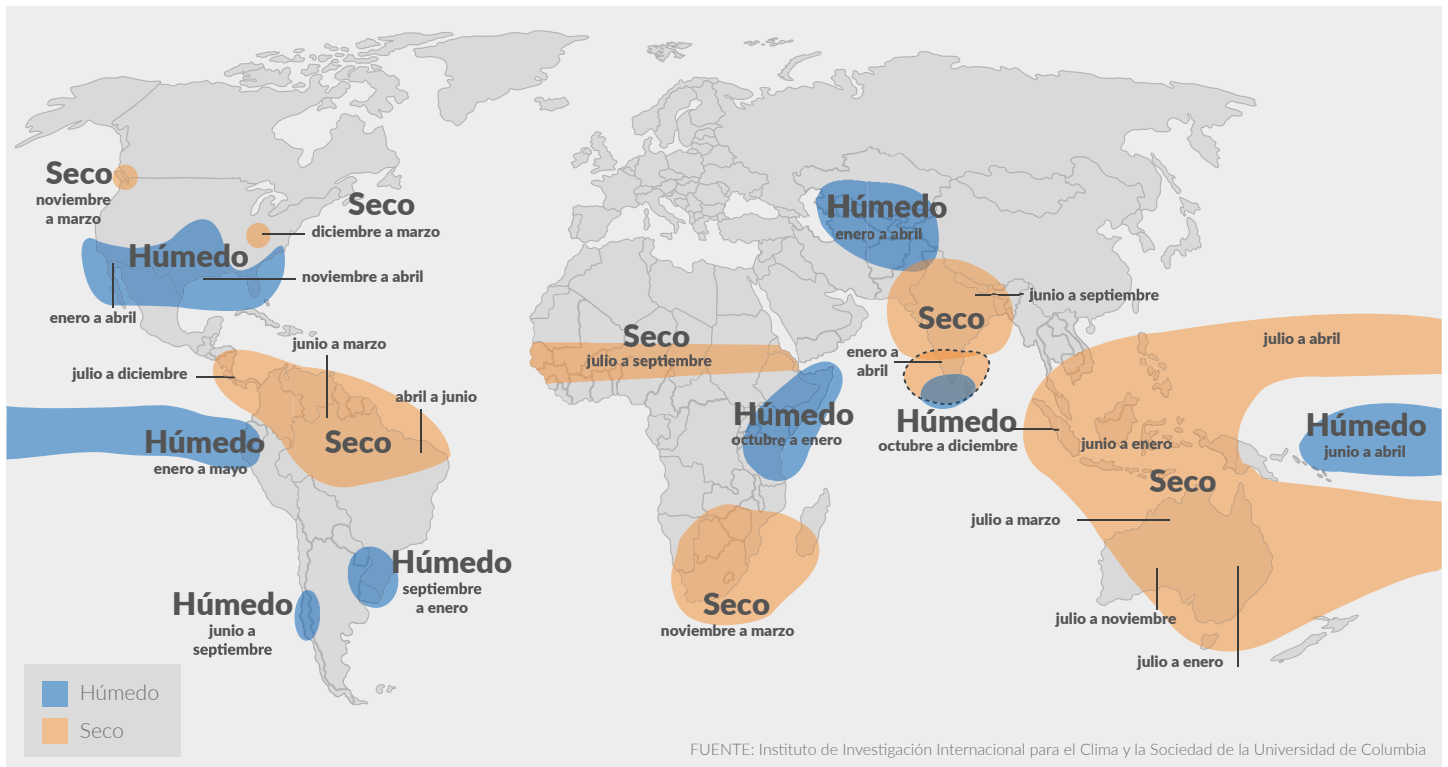 Seco
noviembre
a marzo
Seco
diciembre a marzo
Húmedo
noviembre a abril
enero a abril
Húmedo
enero a abril
junio a septiembre
Seco
Seco
julio a septiembre
enero a
abril
julio a abril
junio a marzo
julio a diciembre
abril a junio
Húmedo
enero a mayo
Seco
Húmedo
octubre a enero
Húmedo
octubre a diciembre
junio a enero
Seco
Húmedo
junio a abril
julio a marzo
Húmedo
septiembre
a enero
Húmedo
junio a
septiembre
Seco
noviembre a marzo
julio a noviembre
julio a enero
Húmedo
Seco
FUENTE: Instituto de Investigación Internacional para el Clima y la Sociedad de la Universidad de Columbia